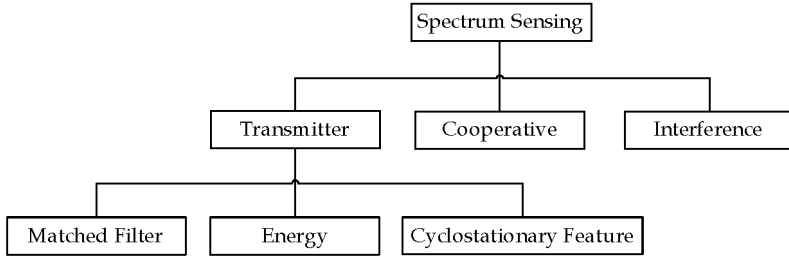 Spectrum Sensing
Transmitter
Cooperative
Interference
Matched Filter
Energy
Cyclostationary Feature